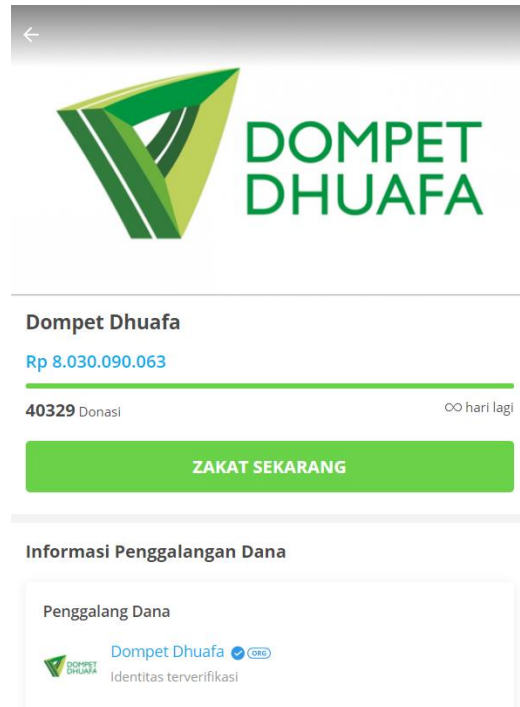 DOMPET
DHUAFA
Dompet Dhuafa
Rp 8.030.090.063
40329 Donasi
∞ hari lagi
ZAKAT SEKARANG
Informasi Penggalangan Dana
Penggalang Dana
DOMPET
DHUAFA
Dompet Dhuafa
ORG
Identitas terverifikasi